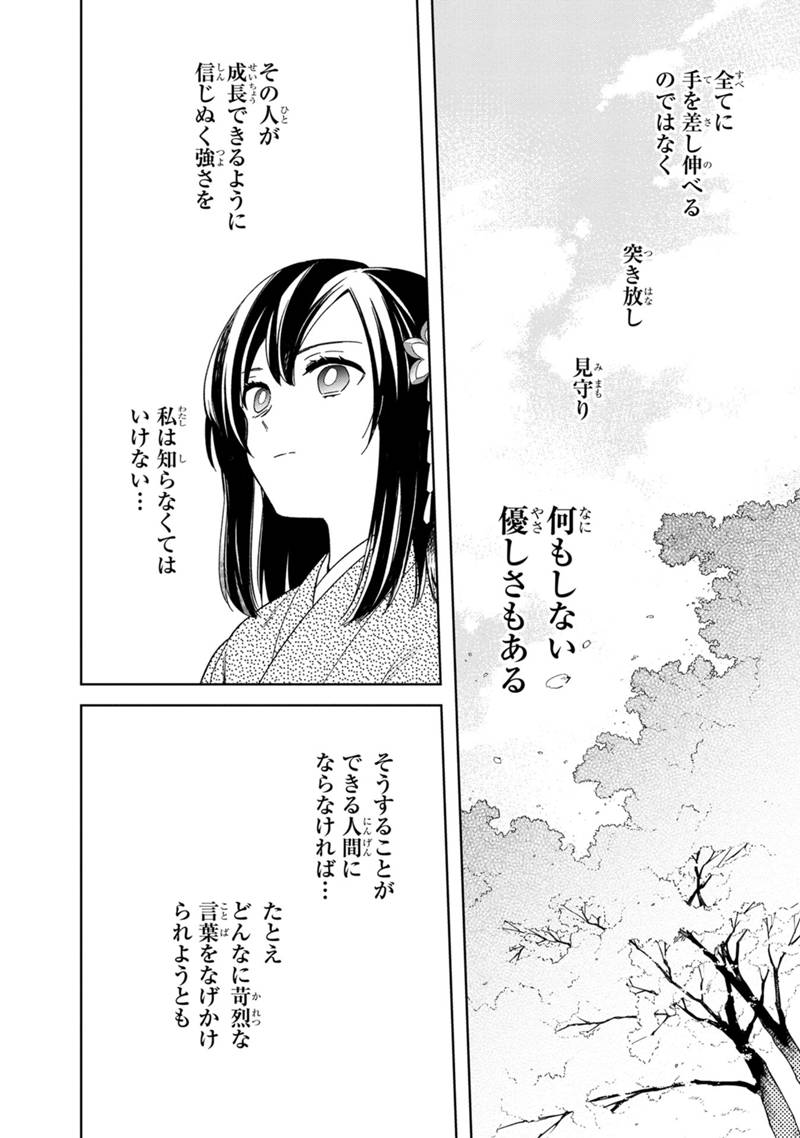 全てに
手を差し伸べる
のではなく
突き放し
見守り
何もしない
優しさもある
その人が
成長できるように
信じぬく強さを
私は知らなくては
いけない…
そうすることが
できる人間に
ならなければ…
たとえ
どんなに苛烈な
言葉をなげかけ
られようとも